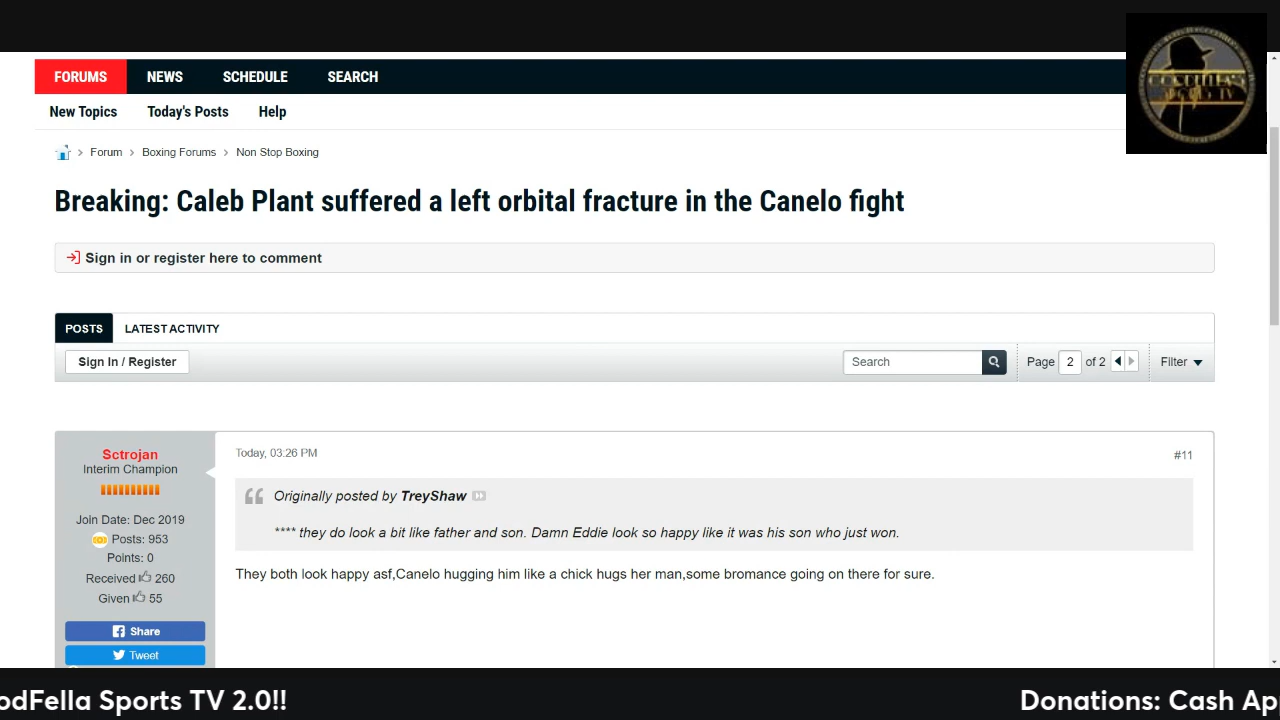 FORUMS NEWS SCHEDULE SEARCH
New Topics Today's Posts Help
Forum Boxing Forums Non Stop Boxing
Breaking: Caleb Plant suffered a left orbital fracture in the Canelo fight
Sign in or register here to comment
POSTS LATEST ACTIVITY
Sign In / Register Search Page 2 of 2 Filter
Sctrojan
Interim Champion
Join Date: Dec 2019
Posts: 953
Points: 0
Received 260
Given 55
Share
Tweet
Today, 03.26 PM #11
Originally posted by TreyShaw
**** they do look a bit like father and son. Damn Eddie look so happy like it was his son who just won.
They both look happy asf,Canelo hugging him like a chick hugs her man,some bromance going on there for sure.
odFella Sports TV 2.0!! Donations: Cash Ap